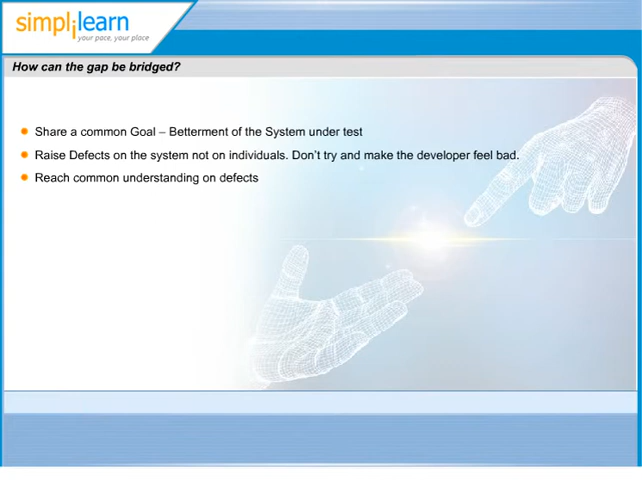 simplilearn
your pace, your place
How can the gap be bridged?
Share a common Goal – Betterment of the System under test
Raise Defects on the system not on individuals. Don't try and make the developer feel bad.
Reach common understanding on defects